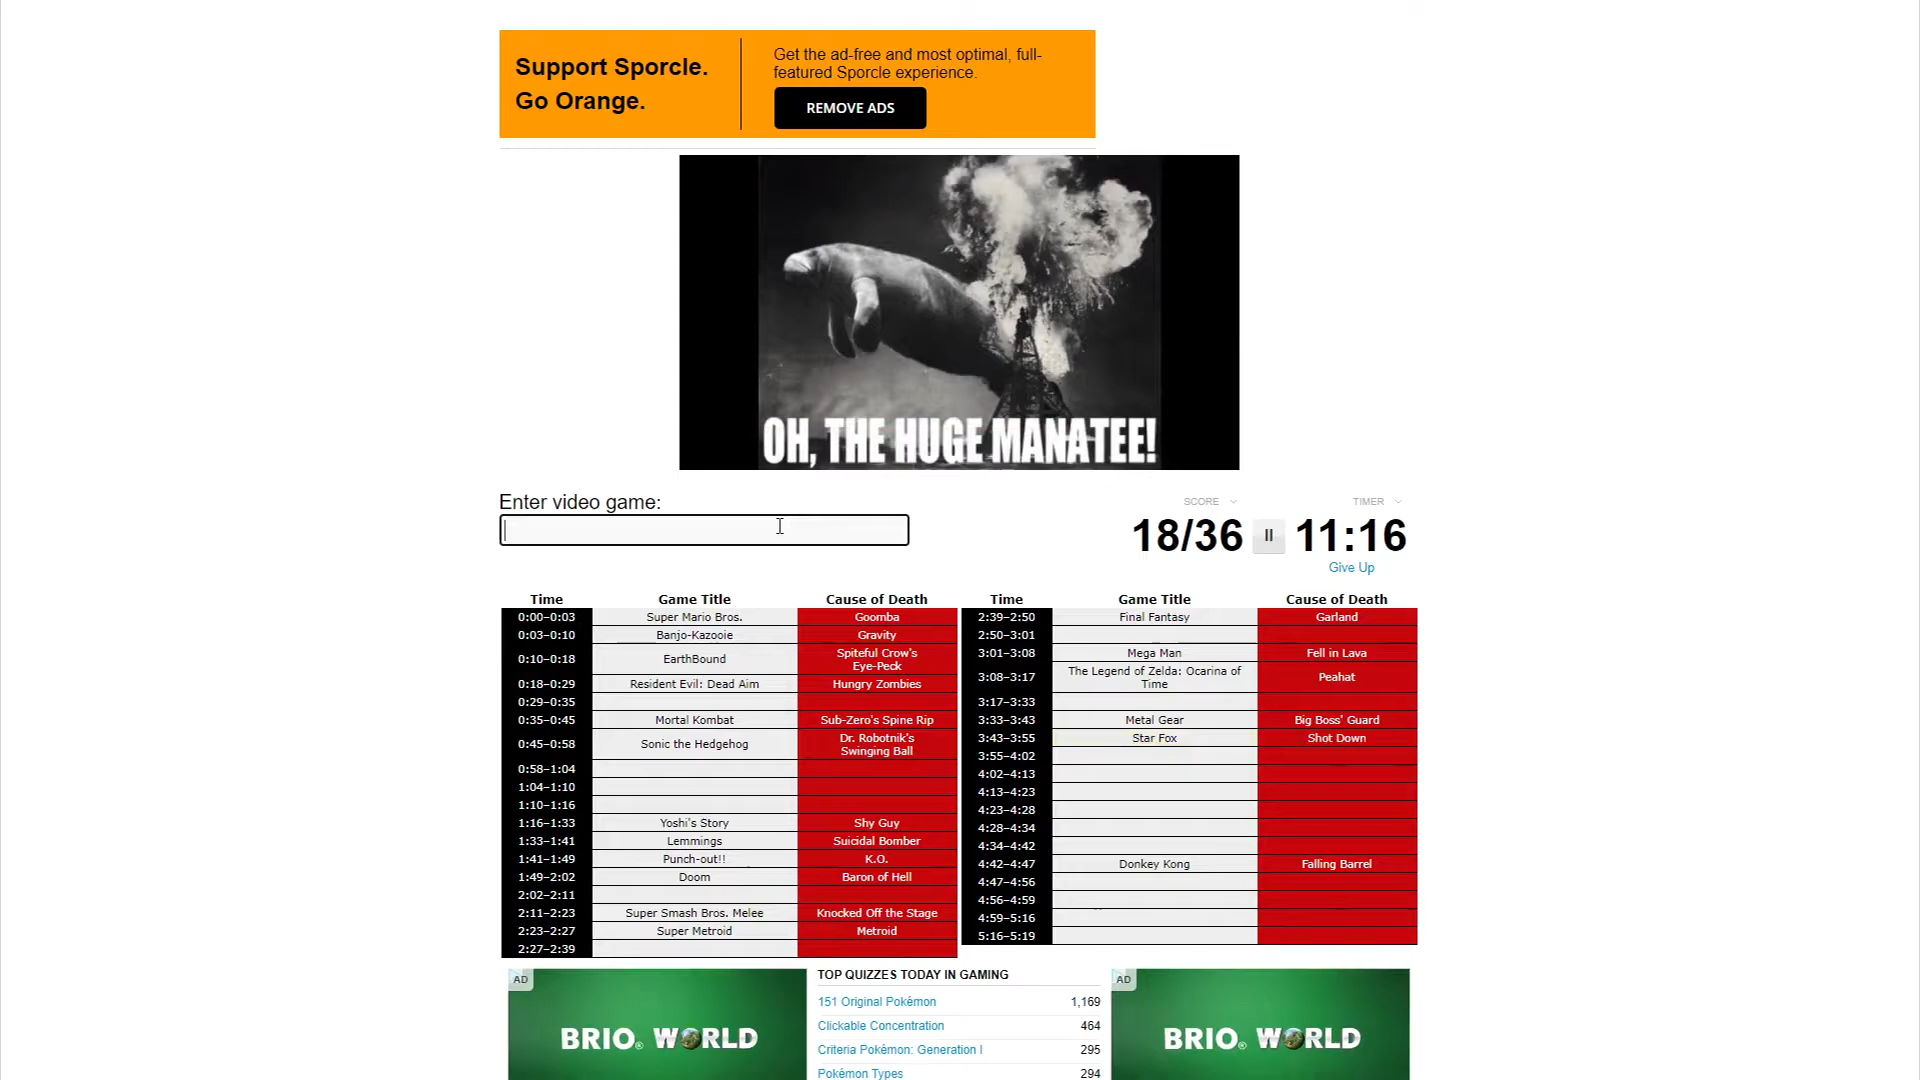 Support Sporcle.
Go Orange.
Get the ad-free and most optimal, full-
featured Sporcle experience.
REMOVE ADS
OH, THE HUGE MANATEE!
Enter video game:
SCORE
TIMER
18/36
11:16
Give Up
Time Game Title Cause of Death
0:00–0:03 Super Mario Bros. Goomba
0:03–0:10 Banjo-Kazooie Gravity
0:10–0:18 EarthBound Spiteful Crow's
Eye-Peck
0:18–0:29 Resident Evil: Dead Aim Hungry Zombies
0:29–0:35
0:35–0:45 Mortal Kombat Sub-Zero's Spine Rip
0:45–0:58 Sonic the Hedgehog Dr. Robotnik's
Swinging Ball
0:58–1:04
1:04–1:10
1:10–1:16
1:16–1:33 Yoshi's Story Shy Guy
1:33–1:41 Lemmings Suicidal Bomber
1:41–1:49 Punch-out!! K.O.
1:49–2:02 Doom Baron of Hell
2:02–2:11
2:11–2:23 Super Smash Bros. Melee Knocked Off the Stage
2:23–2:27 Super Metroid Metroid
2:27–2:39
Time Game Title Cause of Death
2:39–2:50 Final Fantasy Garland
2:50–3:01
3:01–3:08 Mega Man Fell in Lava
3:08–3:17 The Legend of Zelda: Ocarina of
Time Peahat
3:17–3:33
3:33–3:43 Metal Gear Big Boss' Guard
3:43–3:55 Star Fox Shot Down
3:55–4:02
4:02–4:13
4:13–4:23
4:23–4:28
4:28–4:34
4:34–4:42
4:42–4:47 Donkey Kong Falling Barrel
4:47–4:56
4:56–4:59
4:59–5:16
5:16–5:19
AD
BRIO® WORLD
TOP QUIZZES TODAY IN GAMING
151 Original Pokémon 1,169
Clickable Concentration 464
Criteria Pokémon: Generation I 295
Pokémon Types 294
AD
BRIO® WORLD